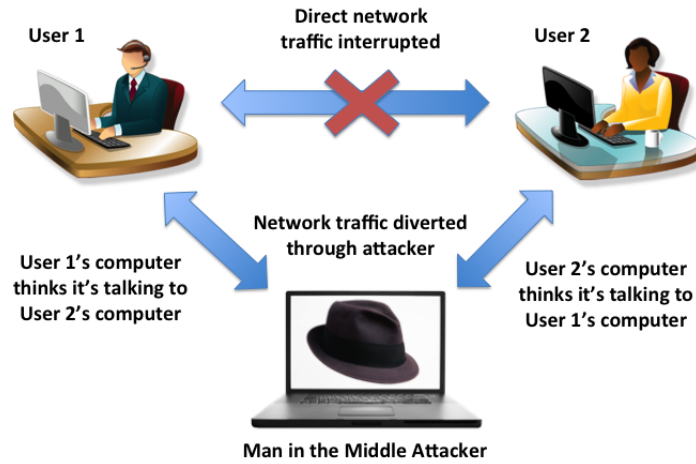 User 1
Direct network
traffic interrupted
User 2
Network traffic diverted
through attacker
User 1’s computer
thinks it’s talking to
User 2’s computer
User 2’s computer
thinks it’s talking to
User 1’s computer
Man in the Middle Attacker